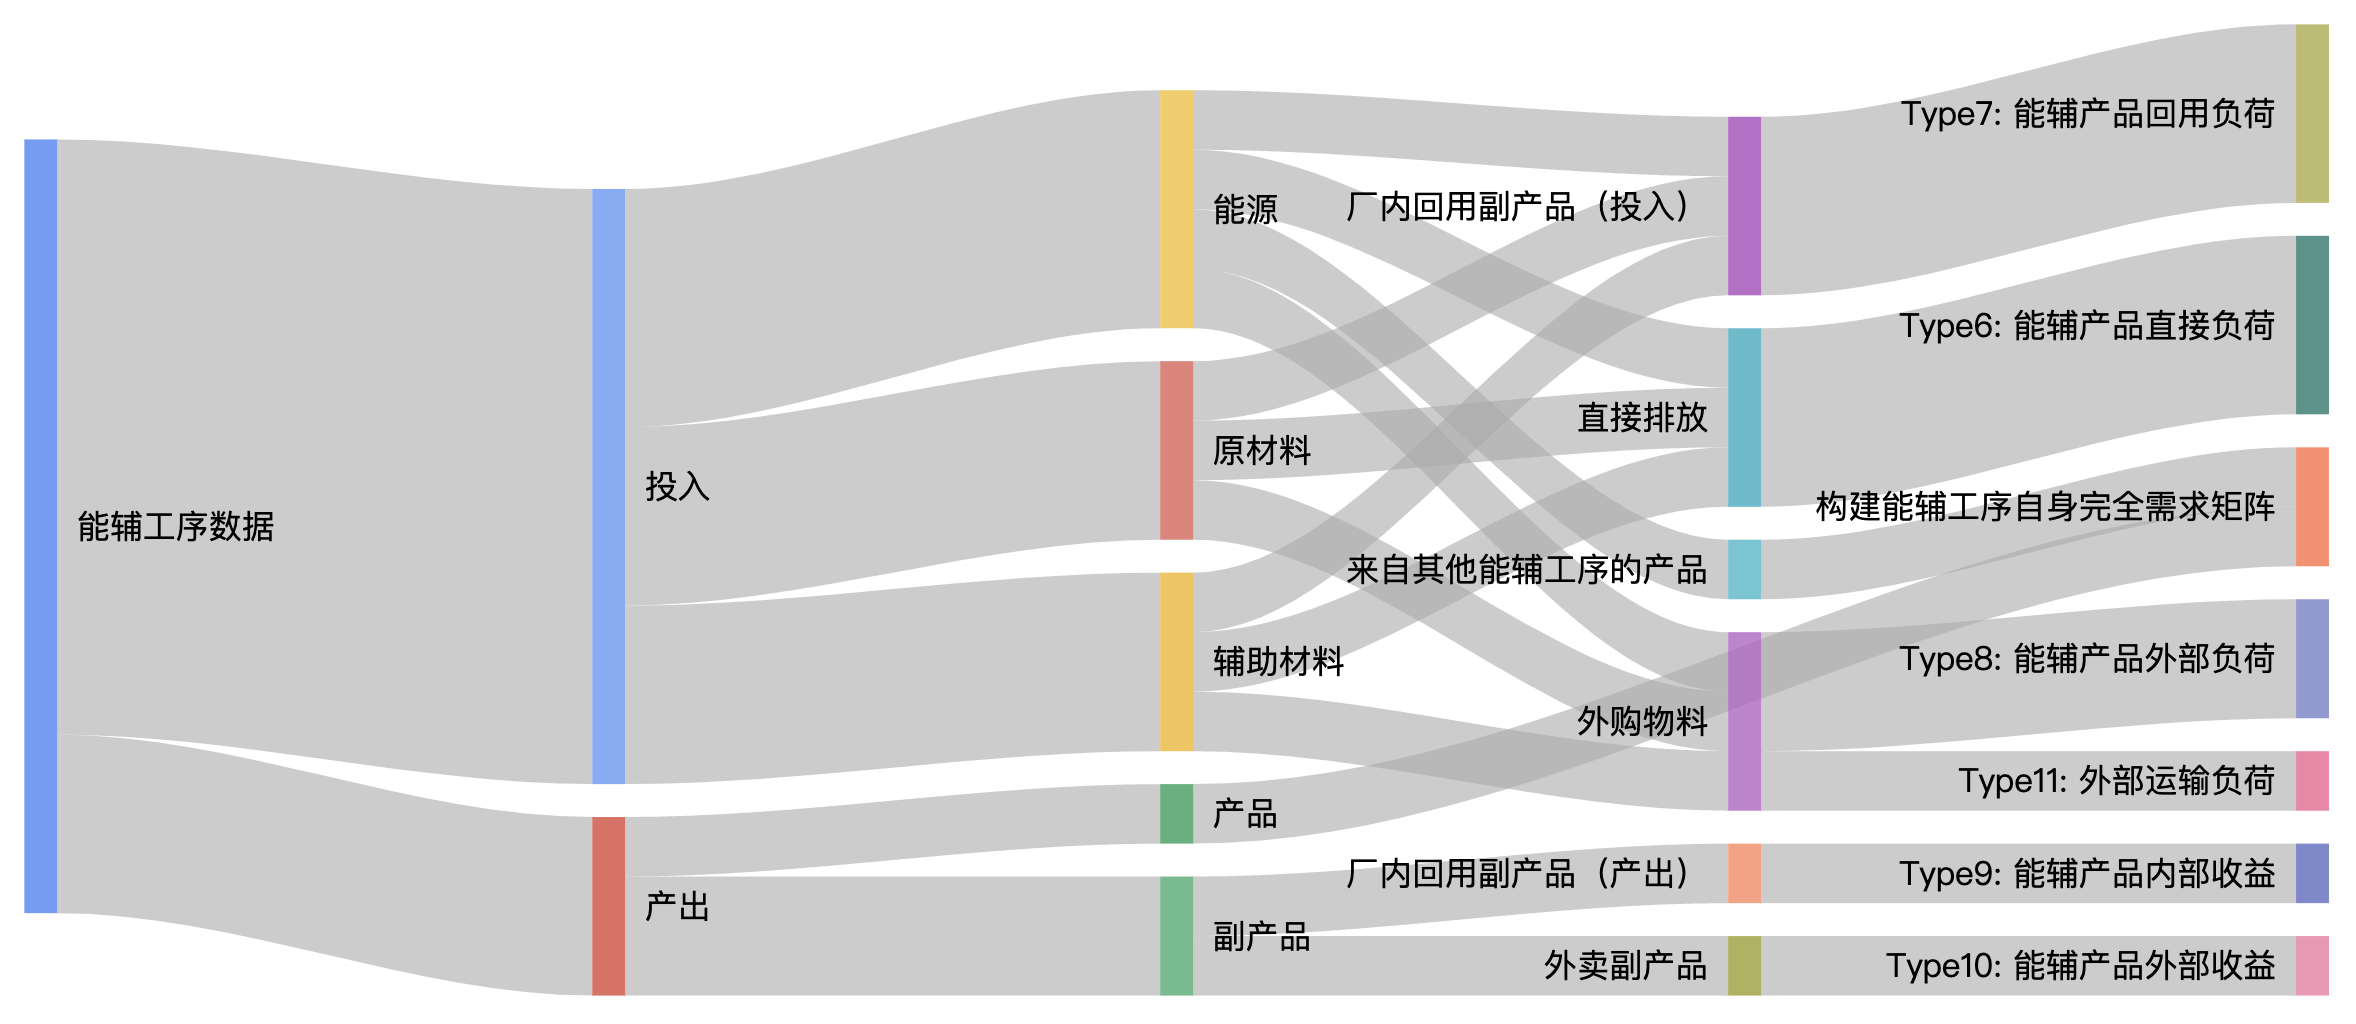 能辅工序数据
投入
产出
能源
原材料
辅助材料
产品
副产品
厂内回用副产品（投入）
直接排放
来自其他能辅工序的产品
外购物料
厂内回用副产品（产出）
外卖副产品
Type7: 能辅产品回用负荷
Type6: 能辅产品直接负荷
构建能辅工序自身完全需求矩阵
Type8: 能辅产品外部负荷
Type11: 外部运输负荷
Type9: 能辅产品内部收益
Type10: 能辅产品外部收益